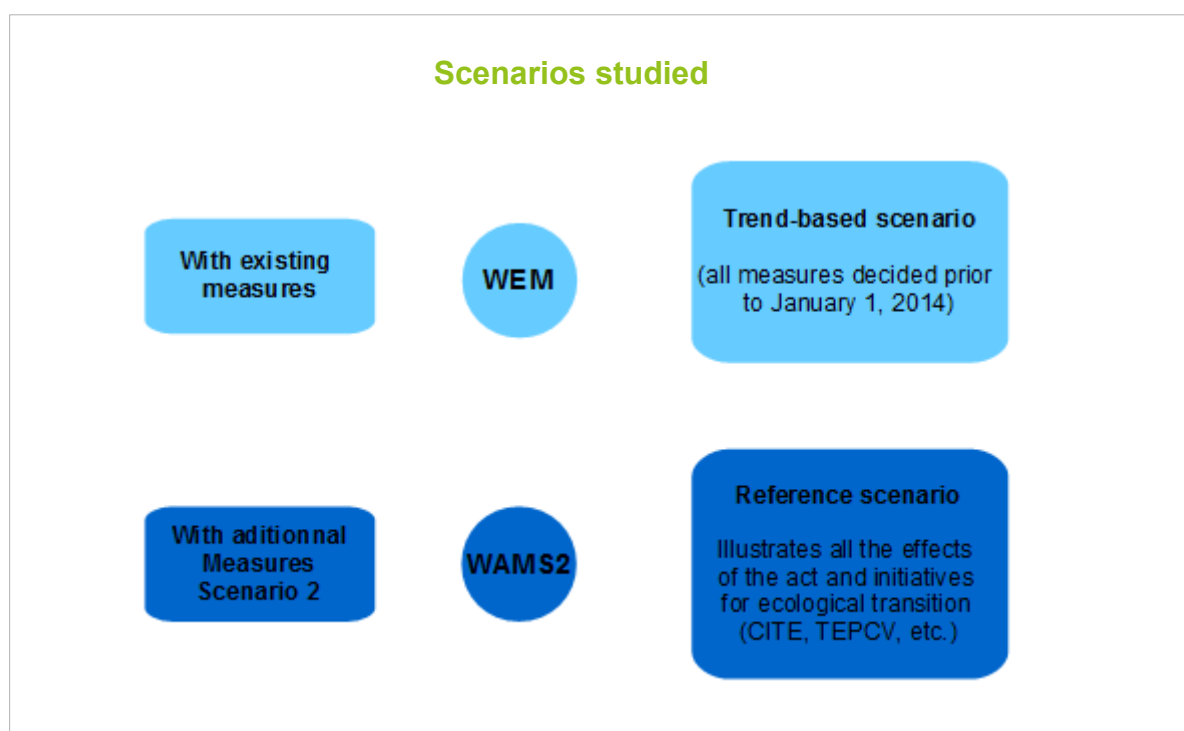 Scenarios studied
With existing
measures
WEM
Trend-based scenario
(all measures decided prior
to January 1, 2014)
With aditionnal
Measures
Scenario 2
WAMS2
Reference scenario
Illustrates all the effects
of the act and initiatives
for ecological transition
(CITE, TEPCV, etc.)